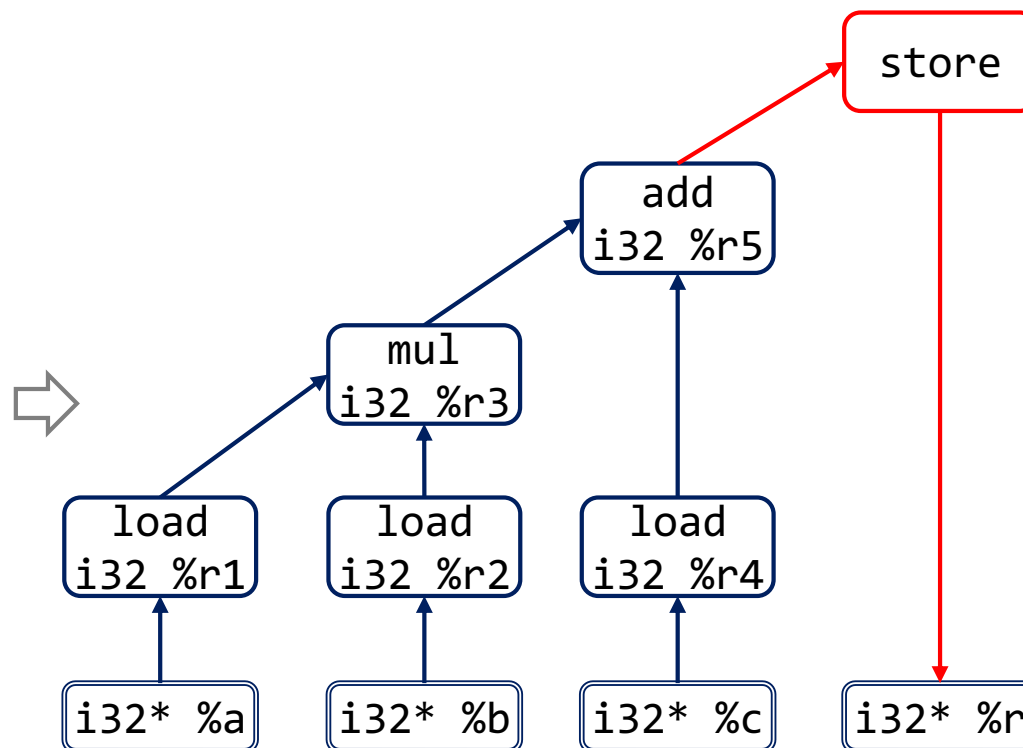 store
add
i32 %r5
mul
i32 %r3
load
i32 %r1
load
i32 %r2
load
i32 %r4
i32* %a
i32* %b
i32* %c
i32* %r